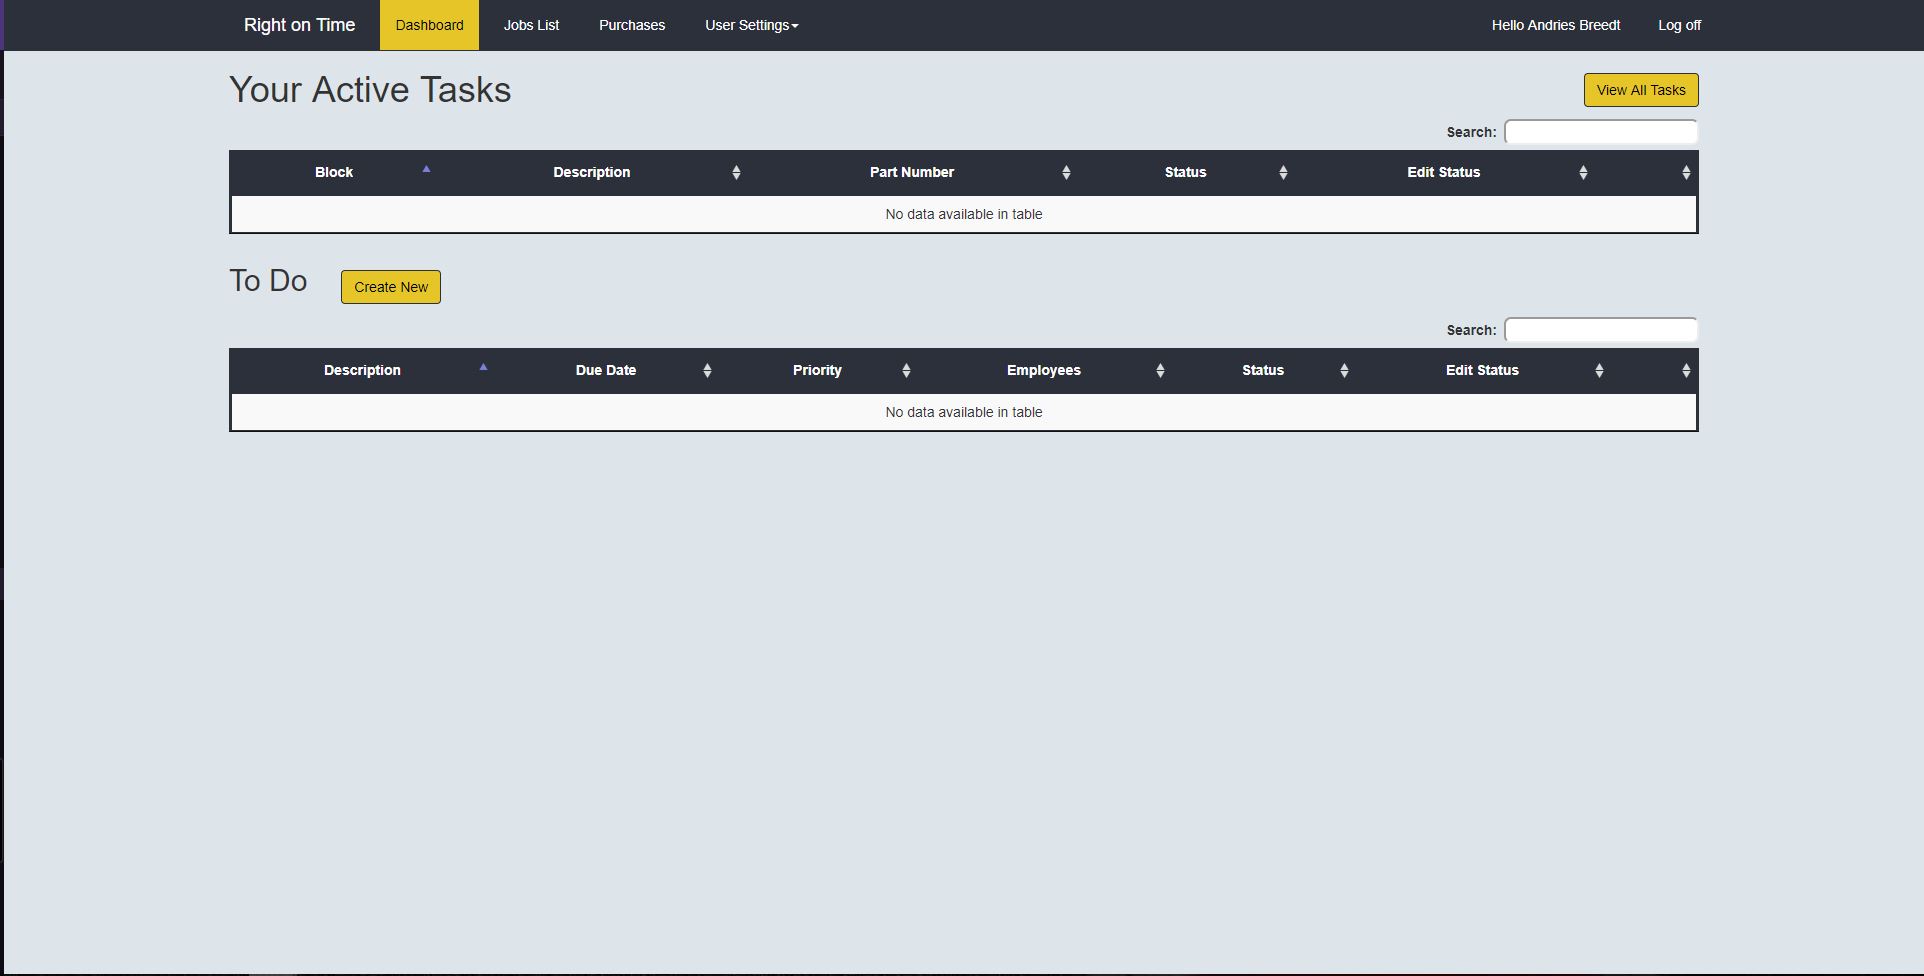 Right on Time Dashboard Jobs List Purchases User Settings Hello Andries Breedt Log off
Your Active Tasks View All Tasks
Search:
Block Description Part Number Status Edit Status
No data available in table
To Do Create New
Search:
Description Due Date Priority Employees Status Edit Status
No data available in table